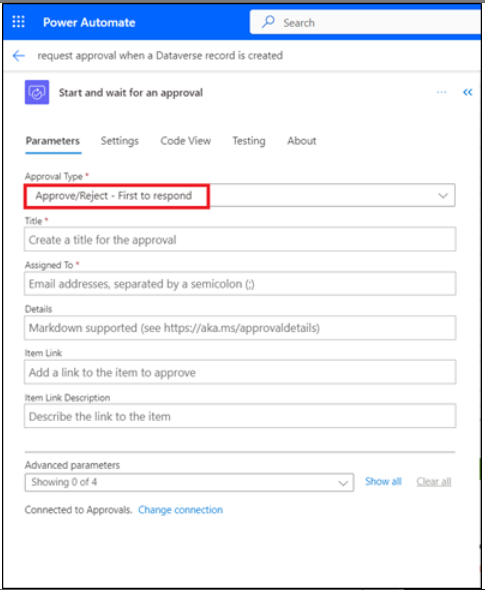 Power Automate
Search
request approval when a Dataverse record is created
Start and wait for an approval
Parameters Settings Code View Testing About
Approval Type *
Approve/Reject - First to respond
Title *
Create a title for the approval
Assigned To *
Email addresses, separated by a semicolon (;)
Details
Markdown supported (see https://aka.ms/approvaldetails)
Item Link
Add a link to the item to approve
Item Link Description
Describe the link to the item
Advanced parameters
Showing 0 of 4 Show all Clear all
Connected to Approvals. Change connection